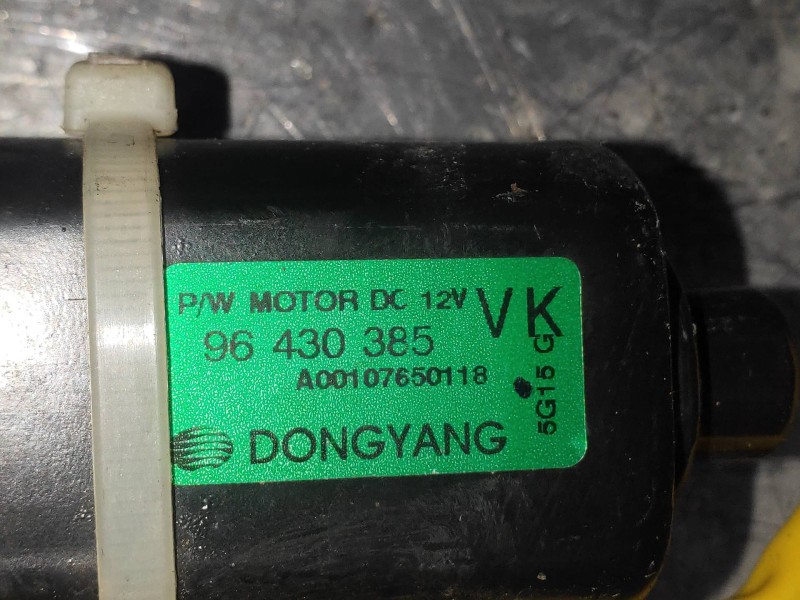 P/W MOTOR DC 12V
VK
96 430 385
A00107650118
5G15 G
DONGYANG